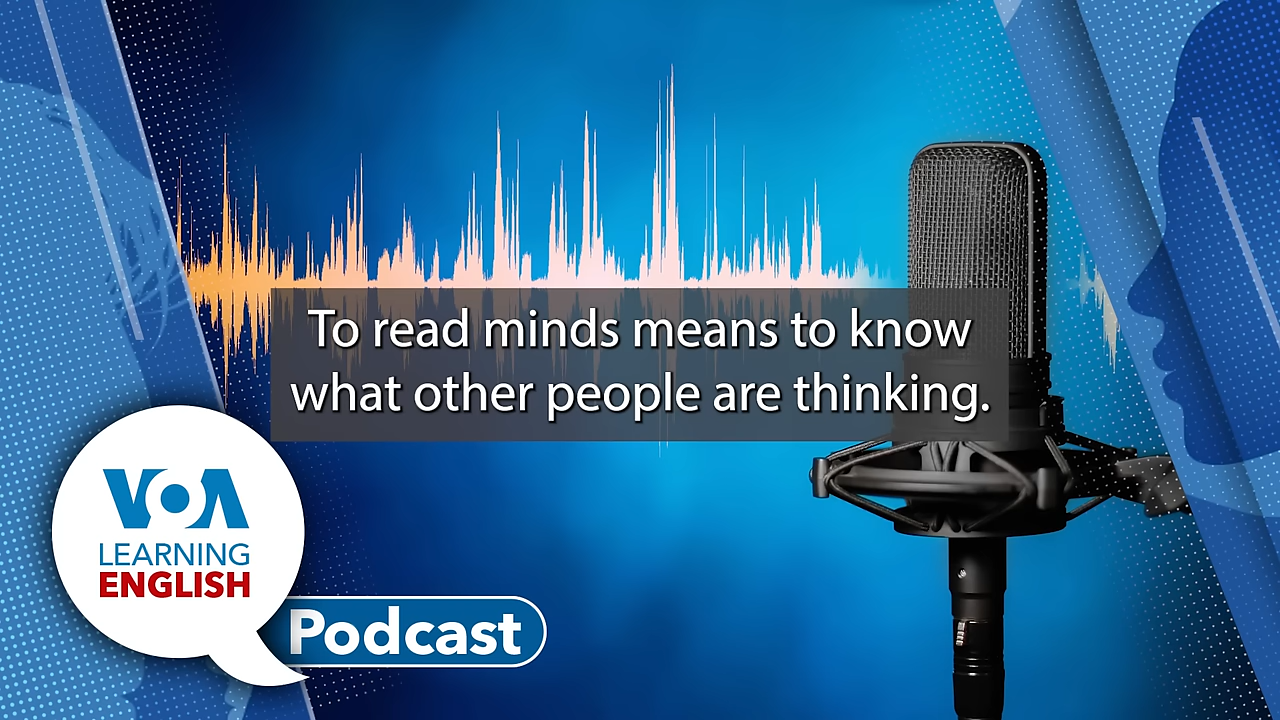 To read minds means to know
what other people are thinking.
VOA
LEARNING
ENGLISH
Podcast